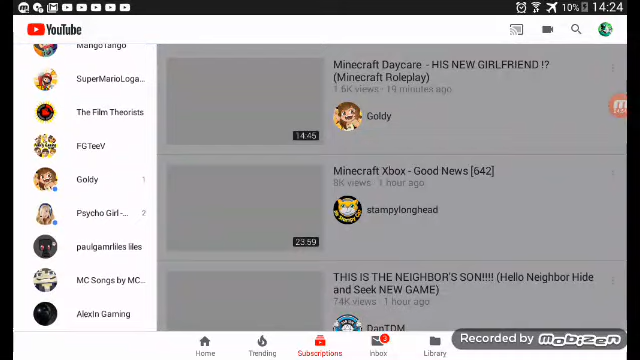 10% 14:24
YouTube
MangoTango
SuperMarioLoga...
The Film Theorists
FGTeeV
Goldy 1
Psycho Girl -... 2
paulgamrliles liles
MC Songs by MC...
AlexIn Gaming
Minecraft Daycare - HIS NEW GIRLFRIEND !?
(Minecraft Roleplay)
1.6K views · 19 minutes ago
Goldy
14:45
Minecraft Xbox - Good News [642]
8K views · 1 hour ago
stampylonghead
23:59
THIS IS THE NEIGHBOR'S SON!!!! (Hello Neighbor Hide
and Seek NEW GAME)
74K views · 1 hour ago
DanTDM
Home
Trending
Subscriptions
3
Inbox
Library
Recorded by Mobizen